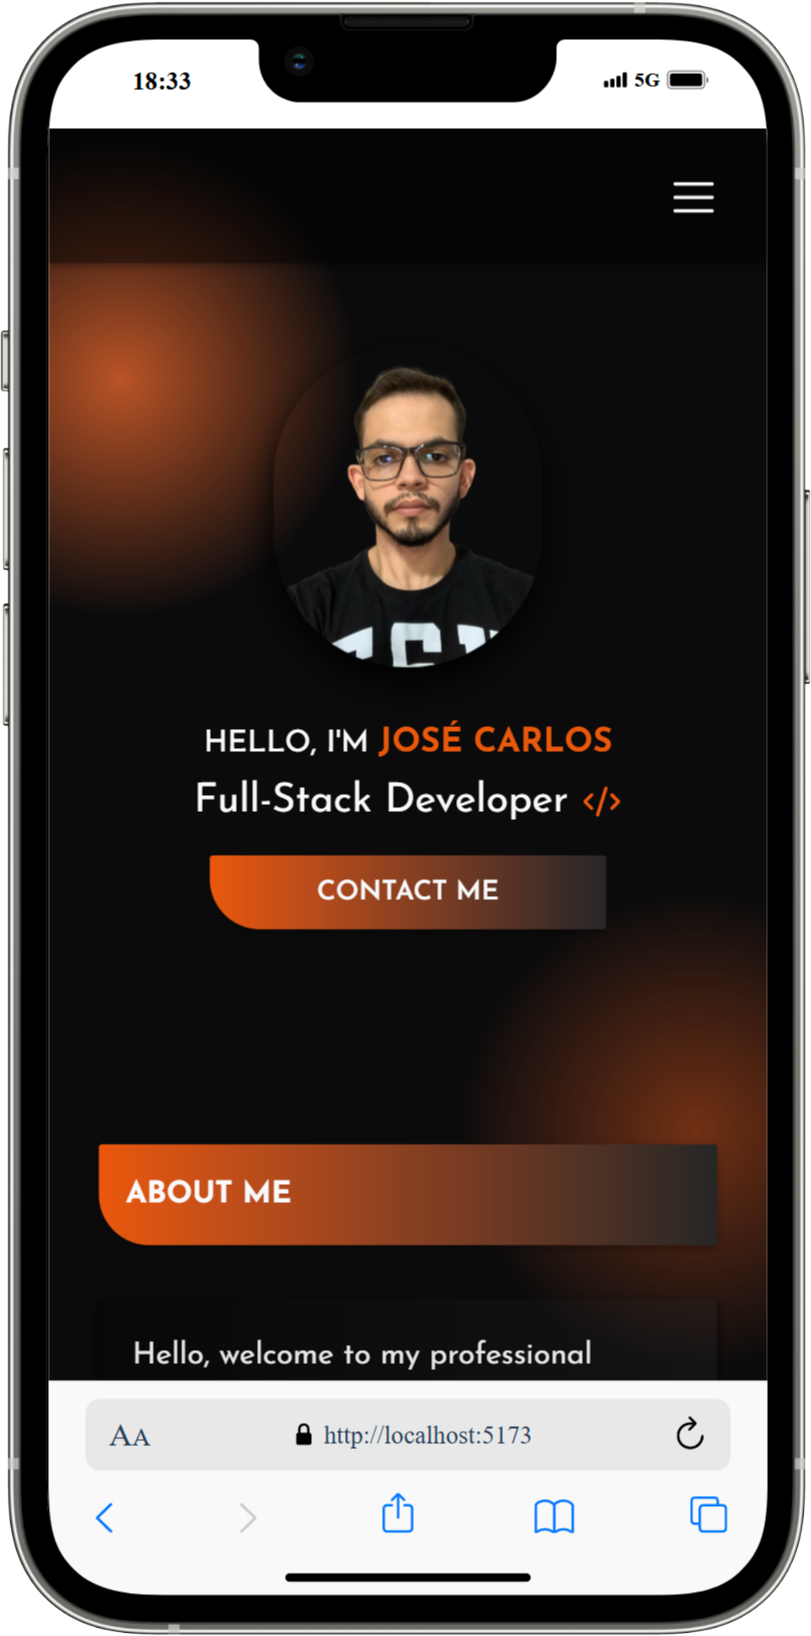 18:33 5G
HELLO, I'M JOSÉ CARLOS
Full-Stack Developer </>
CONTACT ME
ABOUT ME
Hello, welcome to my professional
AA http://localhost:5173